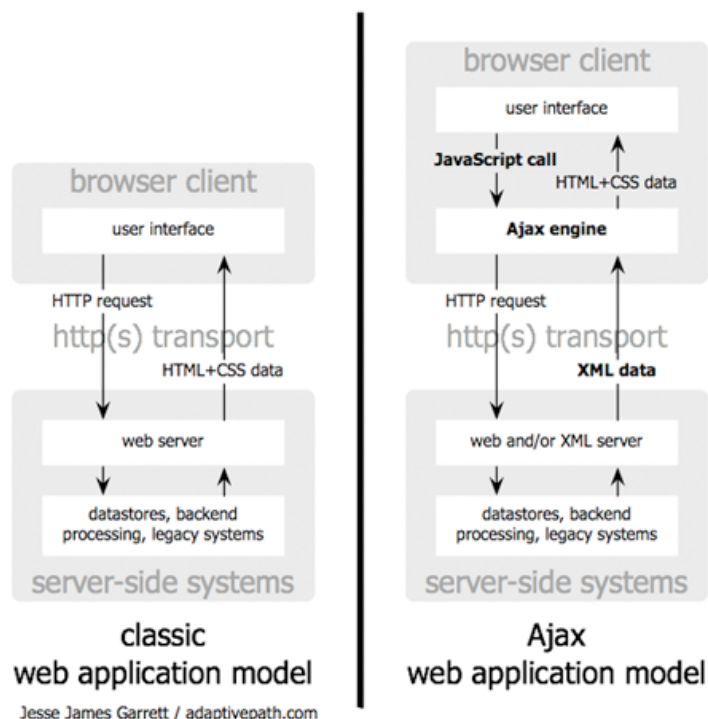 browser client
user interface
HTTP request
http(s) transport
HTML+CSS data
web server
datastores, backend
processing, legacy systems
server-side systems
classic
web application model
Jesse James Garrett / adaptivepath.com
browser client
user interface
JavaScript call
HTML+CSS data
Ajax engine
HTTP request
http(s) transport
XML data
web and/or XML server
datastores, backend
processing, legacy systems
server-side systems
Ajax
web application model